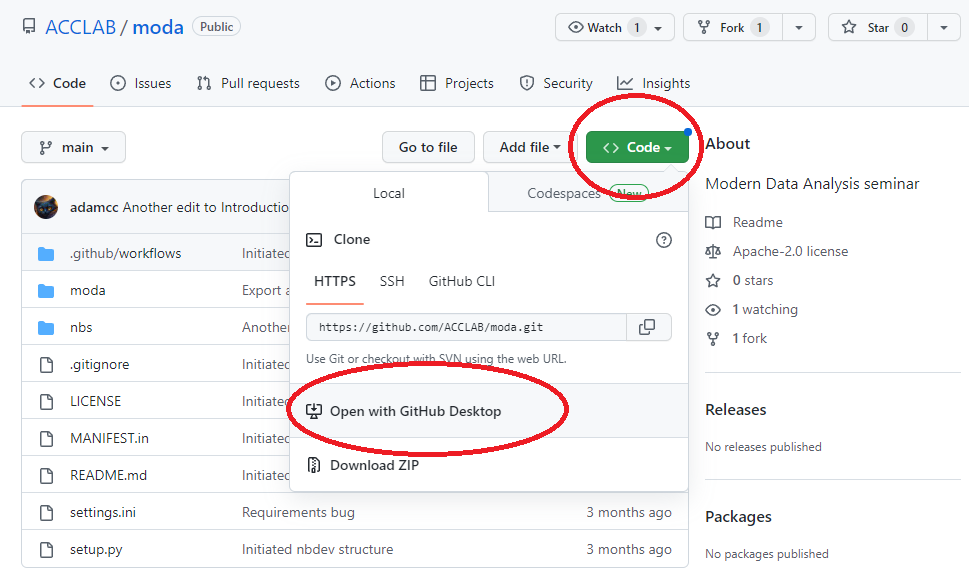 ACCLAB / moda Public
Watch 1
Fork 1
Star 0
Code
Issues
Pull requests
Actions
Projects
Security
Insights
main
Go to file
Add file
Code
adamcc Another edit to Introductio
.github/workflows Initiated
moda Export a
nbs Another
.gitignore Initiated
LICENSE Initiated
MANIFEST.in Initiated
README.md Initiated
settings.ini Requirements bug 3 months ago
setup.py Initiated nbdev structure 3 months ago
Local
Codespaces New
Clone
HTTPS SSH GitHub CLI
https://github.com/ACCLAB/moda.git
Use Git or checkout with SVN using the web URL.
Open with GitHub Desktop
Download ZIP
About
Modern Data Analysis seminar
Readme
Apache-2.0 license
0 stars
1 watching
1 fork
Releases
No releases published
Packages
No packages published